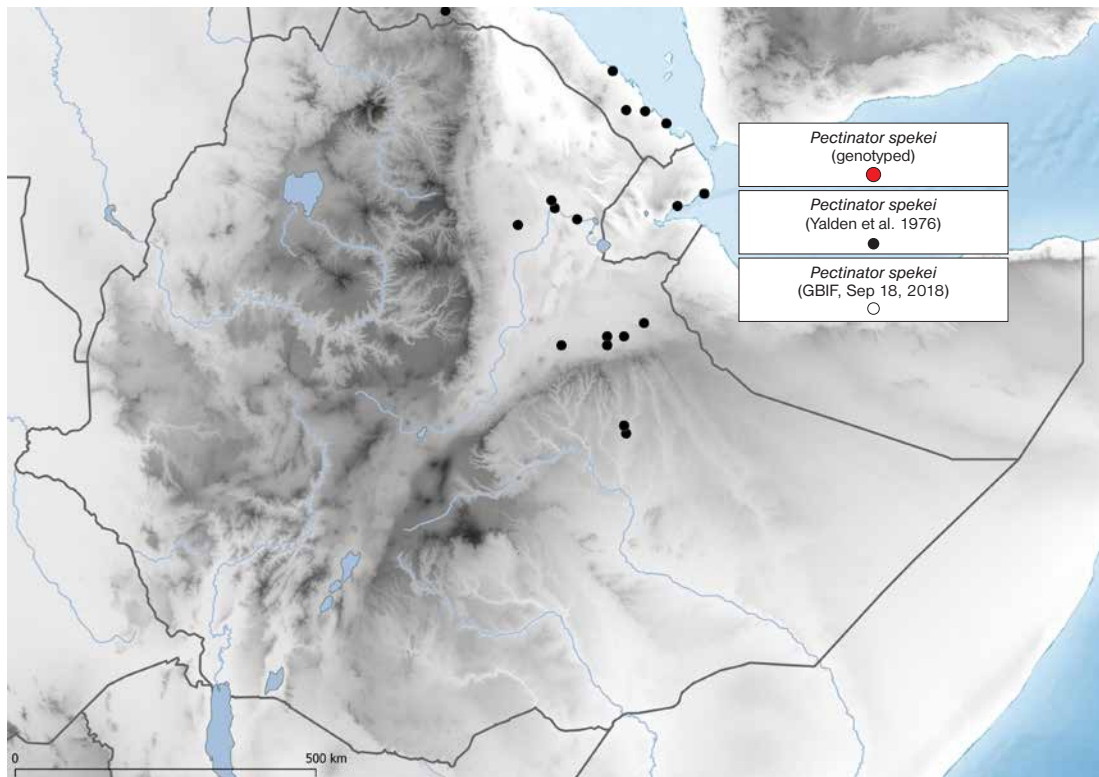 Pectinator spekei
(genotyped)
Pectinator spekei
(Yalden et al. 1976)
Pectinator spekei
(GBIF, Sep 18, 2018)
0
500 km